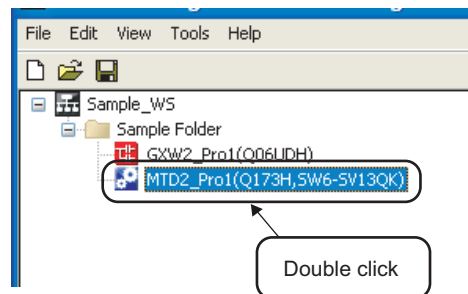 File Edit View Tools Help
Sample_WS
Sample Folder
GXW2_Pro1(Q06UDH)
MTD2_Pro1(Q173H,SW6-SV13QK)
Double click